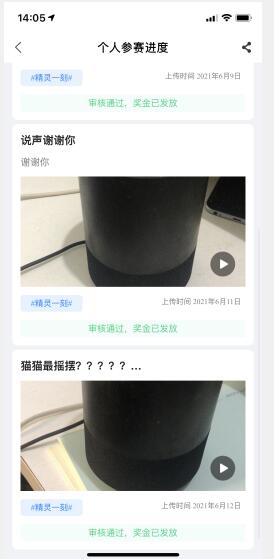 14:05
个人参赛进度
#精灵一刻#
上传时间 2021年6月9日
审核通过，奖金已发放
说声谢谢你
谢谢你
#精灵一刻#
上传时间 2021年6月11日
审核通过，奖金已发放
猫猫最摇摆？？？？？...
#精灵一刻#
上传时间 2021年6月12日
审核通过，奖金已发放